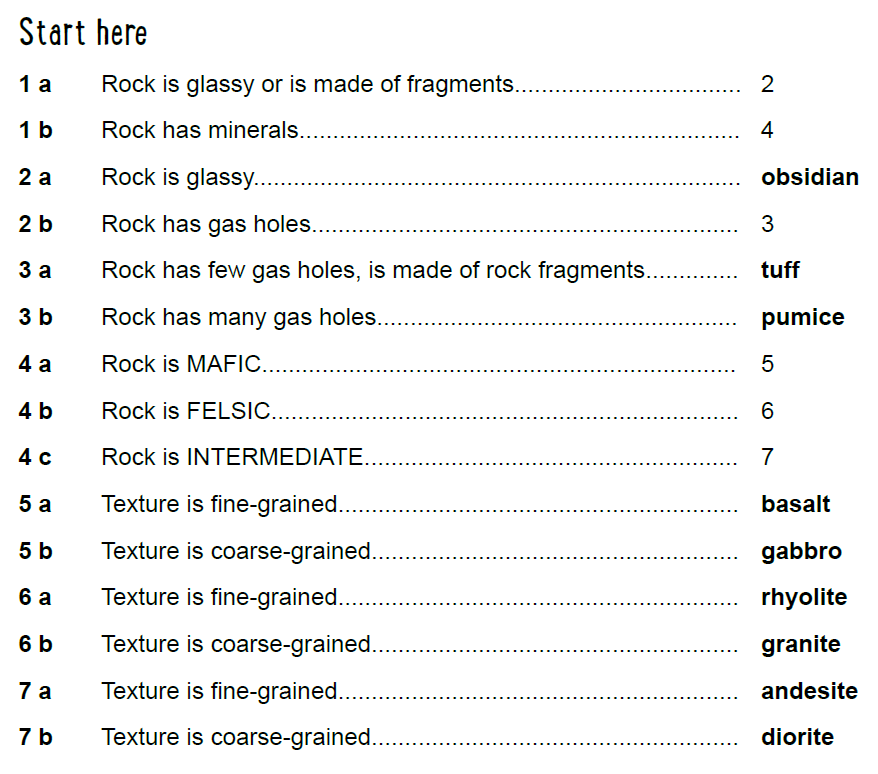 Start here
1 a Rock is glassy or is made of fragments.................................. 2
1 b Rock has minerals.................................................................. 4
2 a Rock is glassy......................................................................... obsidian
2 b Rock has gas holes................................................................ 3
3 a Rock has few gas holes, is made of rock fragments.............. tuff
3 b Rock has many gas holes...................................................... pumice
4 a Rock is MAFIC....................................................................... 5
4 b Rock is FELSIC...................................................................... 6
4 c Rock is INTERMEDIATE........................................................ 7
5 a Texture is fine-grained............................................................ basalt
5 b Texture is coarse-grained....................................................... gabbro
6 a Texture is fine-grained............................................................ rhyolite
6 b Texture is coarse-grained....................................................... granite
7 a Texture is fine-grained............................................................ andesite
7 b Texture is coarse-grained....................................................... diorite